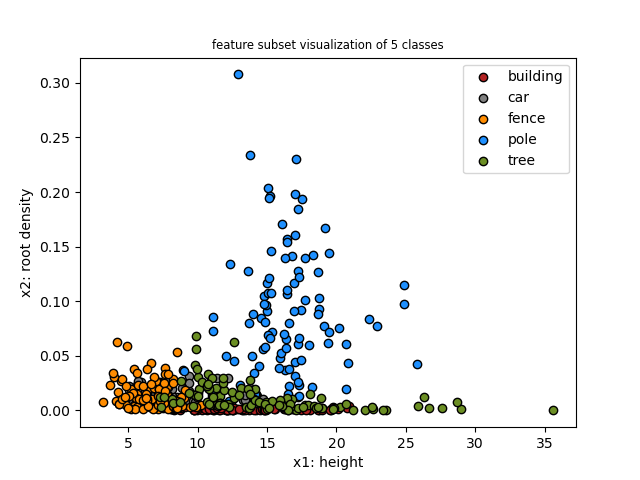 feature subset visualization of 5 classes
building
car
fence
pole
tree
0.30
0.25
0.20
0.15
0.10
0.05
0.00
x2: root density
5 10 15 20 25 30 35
x1: height